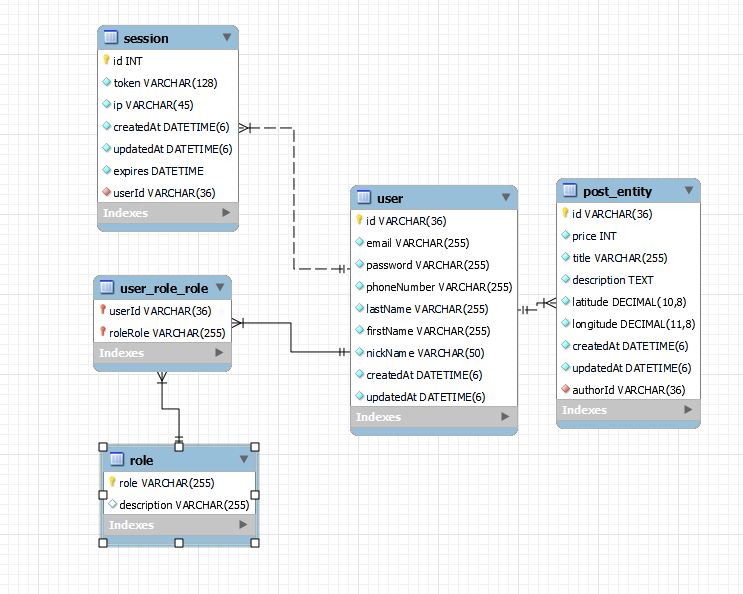 session
id INT
token VARCHAR(128)
ip VARCHAR(45)
createdAt DATETIME(6)
updatedAt DATETIME(6)
expires DATETIME
userId VARCHAR(36)
Indexes
user
id VARCHAR(36)
email VARCHAR(255)
password VARCHAR(255)
phoneNumber VARCHAR(255)
lastName VARCHAR(255)
firstName VARCHAR(255)
nickName VARCHAR(50)
createdAt DATETIME(6)
updatedAt DATETIME(6)
Indexes
post_entity
id VARCHAR(36)
price INT
title VARCHAR(255)
description TEXT
latitude DECIMAL(10,8)
longitude DECIMAL(11,8)
createdAt DATETIME(6)
updatedAt DATETIME(6)
authorId VARCHAR(36)
Indexes
user_role_role
userId VARCHAR(36)
roleRole VARCHAR(255)
Indexes
role
role VARCHAR(255)
description VARCHAR(255)
Indexes